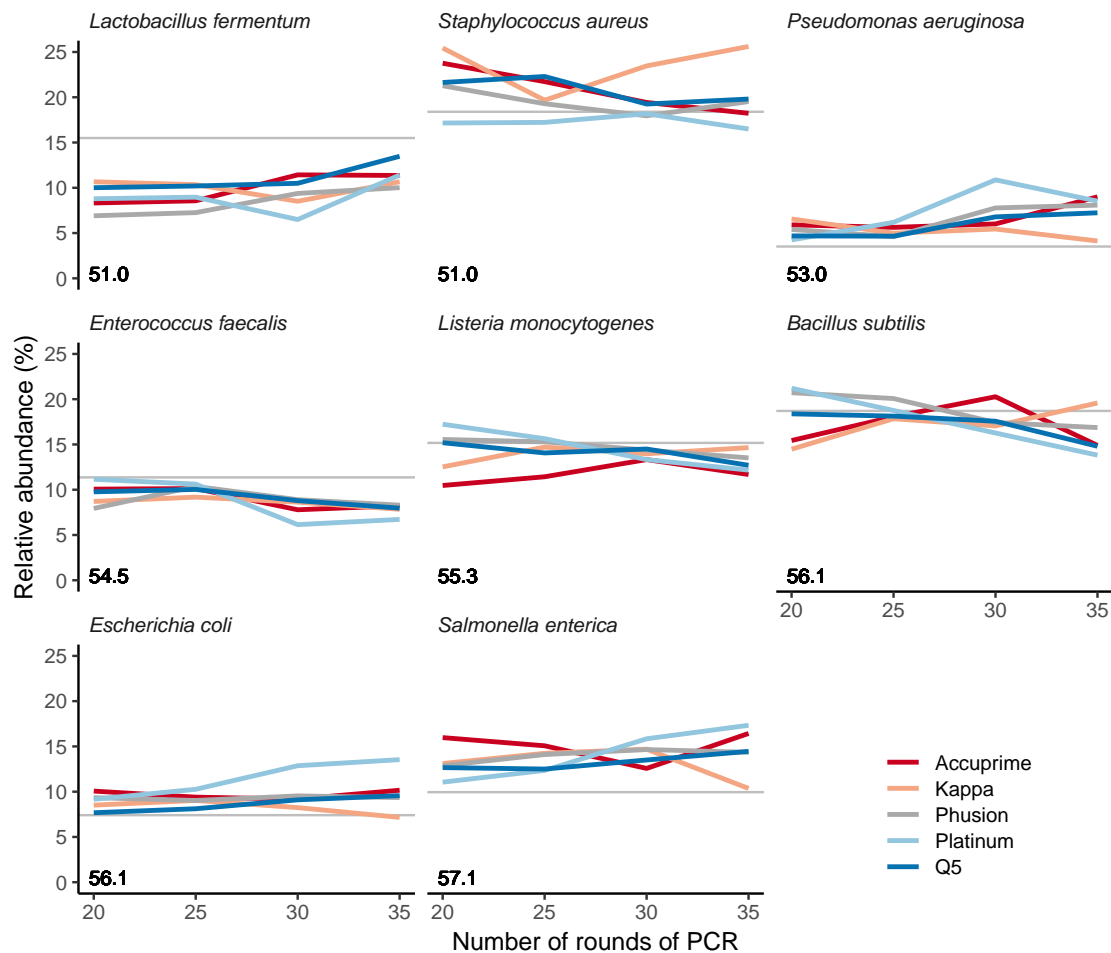 Lactobacillus fermentum
Staphylococcus aureus
Pseudomonas aeruginosa
25
20
15
10
5
0
51.0
51.0
53.0
Enterococcus faecalis
Listeria monocytogenes
Bacillus subtilis
25
20
15
10
5
0
54.5
55.3
56.1
20 25 30 35
Relative abundance (%)
Escherichia coli
Salmonella enterica
25
20
15
10
5
0
56.1
57.1
20 25 30 35
20 25 30 35
Number of rounds of PCR
Accuprime
Kappa
Phusion
Platinum
Q5